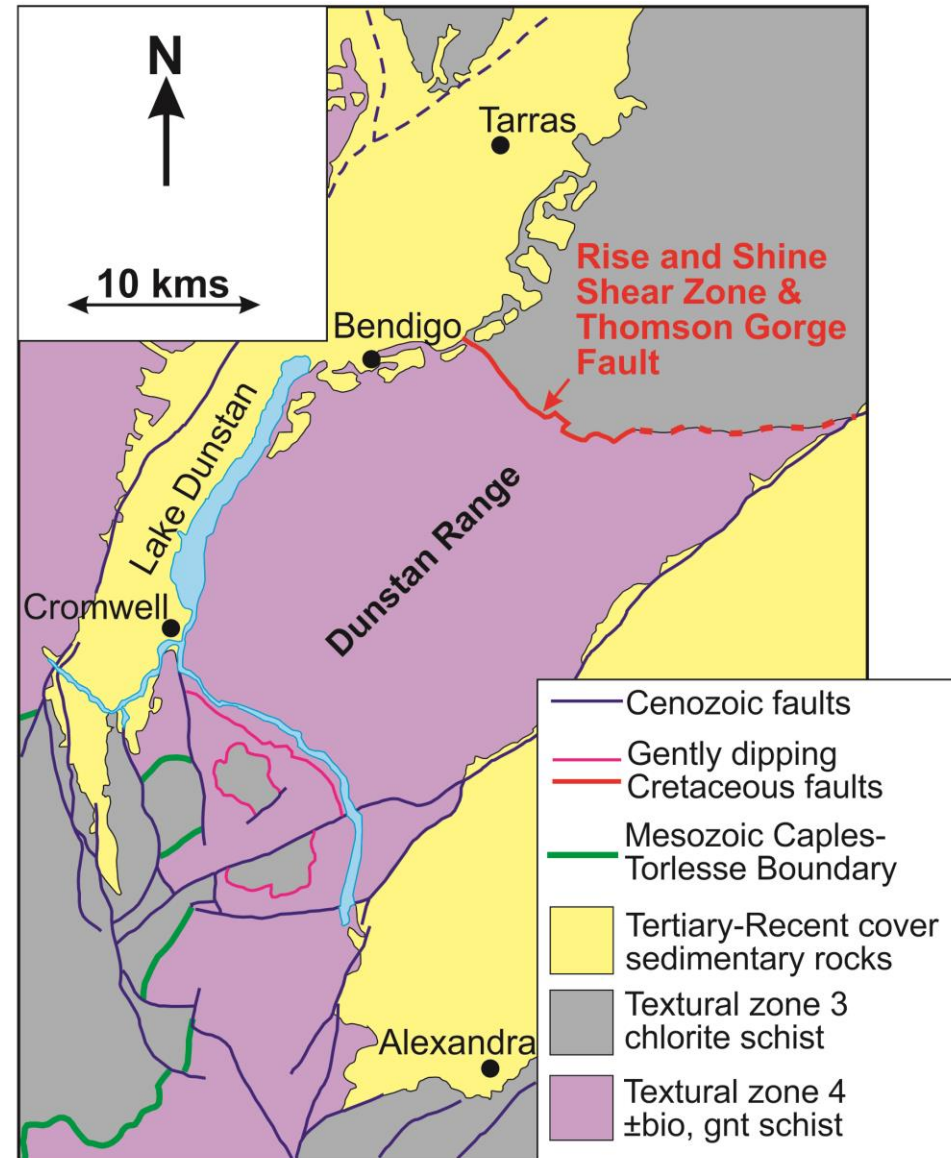 N
10 kms
Tarras
Rise and Shine
Shear Zone &
Thomson Gorge
Fault
Bendigo
Lake Dunstan
Dunstan Range
Cromwell
Alexandra
Cenozoic faults
Gently dipping
Cretaceous faults
Mesozoic Caples-
Torlesse Boundary
Tertiary-Recent cover
sedimentary rocks
Textural zone 3
chlorite schist
Textural zone 4
±bio, gnt schist